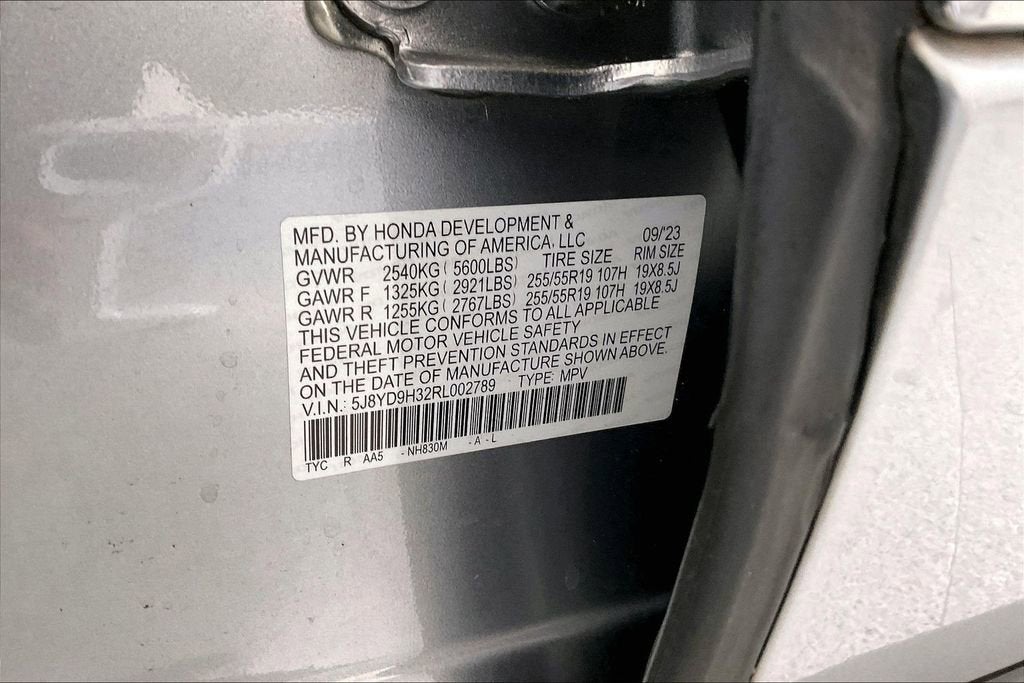 MFD. BY HONDA DEVELOPMENT &
MANUFACTURING OF AMERICA, LLC 09/'23
GVWR 2540KG ( 5600LBS) TIRE SIZE RIM SIZE
GAWR F 1325KG ( 2921LBS) 255/55R19 107H 19X8.5J
GAWR R 1255KG ( 2767LBS) 255/55R19 107H 19X8.5J
THIS VEHICLE CONFORMS TO ALL APPLICABLE
FEDERAL MOTOR VEHICLE SAFETY
AND THEFT PREVENTION STANDARDS IN EFFECT
ON THE DATE OF MANUFACTURE SHOWN ABOVE.
V.I.N.: 5J8YD9H32RL002789 TYPE: MPV
TYC R AA5 - NH830M - A - L